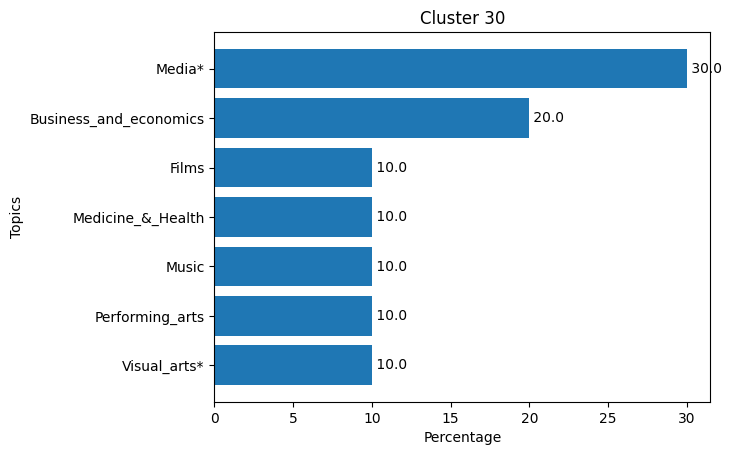 Cluster 30
Media*
30.0
Business_and_economics
20.0
Films
10.0
Medicine_&_Health
10.0
Music
10.0
Performing_arts
10.0
Visual_arts*
10.0
Topics
0 5 10 15 20 25 30
Percentage